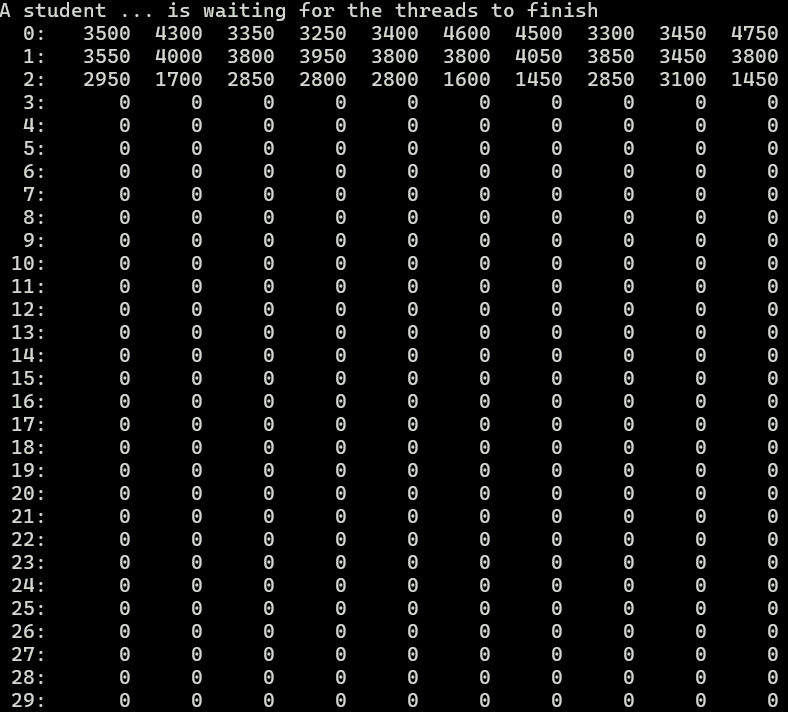 A student ... is waiting for the threads to finish
0: 3500 4300 3350 3250 3400 4600 4500 3300 3450 4750
1: 3550 4000 3800 3950 3800 3800 4050 3850 3450 3800
2: 2950 1700 2850 2800 2800 1600 1450 2850 3100 1450
3: 0 0 0 0 0 0 0 0 0 0
4: 0 0 0 0 0 0 0 0 0 0
5: 0 0 0 0 0 0 0 0 0 0
6: 0 0 0 0 0 0 0 0 0 0
7: 0 0 0 0 0 0 0 0 0 0
8: 0 0 0 0 0 0 0 0 0 0
9: 0 0 0 0 0 0 0 0 0 0
10: 0 0 0 0 0 0 0 0 0 0
11: 0 0 0 0 0 0 0 0 0 0
12: 0 0 0 0 0 0 0 0 0 0
13: 0 0 0 0 0 0 0 0 0 0
14: 0 0 0 0 0 0 0 0 0 0
15: 0 0 0 0 0 0 0 0 0 0
16: 0 0 0 0 0 0 0 0 0 0
17: 0 0 0 0 0 0 0 0 0 0
18: 0 0 0 0 0 0 0 0 0 0
19: 0 0 0 0 0 0 0 0 0 0
20: 0 0 0 0 0 0 0 0 0 0
21: 0 0 0 0 0 0 0 0 0 0
22: 0 0 0 0 0 0 0 0 0 0
23: 0 0 0 0 0 0 0 0 0 0
24: 0 0 0 0 0 0 0 0 0 0
25: 0 0 0 0 0 0 0 0 0 0
26: 0 0 0 0 0 0 0 0 0 0
27: 0 0 0 0 0 0 0 0 0 0
28: 0 0 0 0 0 0 0 0 0 0
29: 0 0 0 0 0 0 0 0 0 0